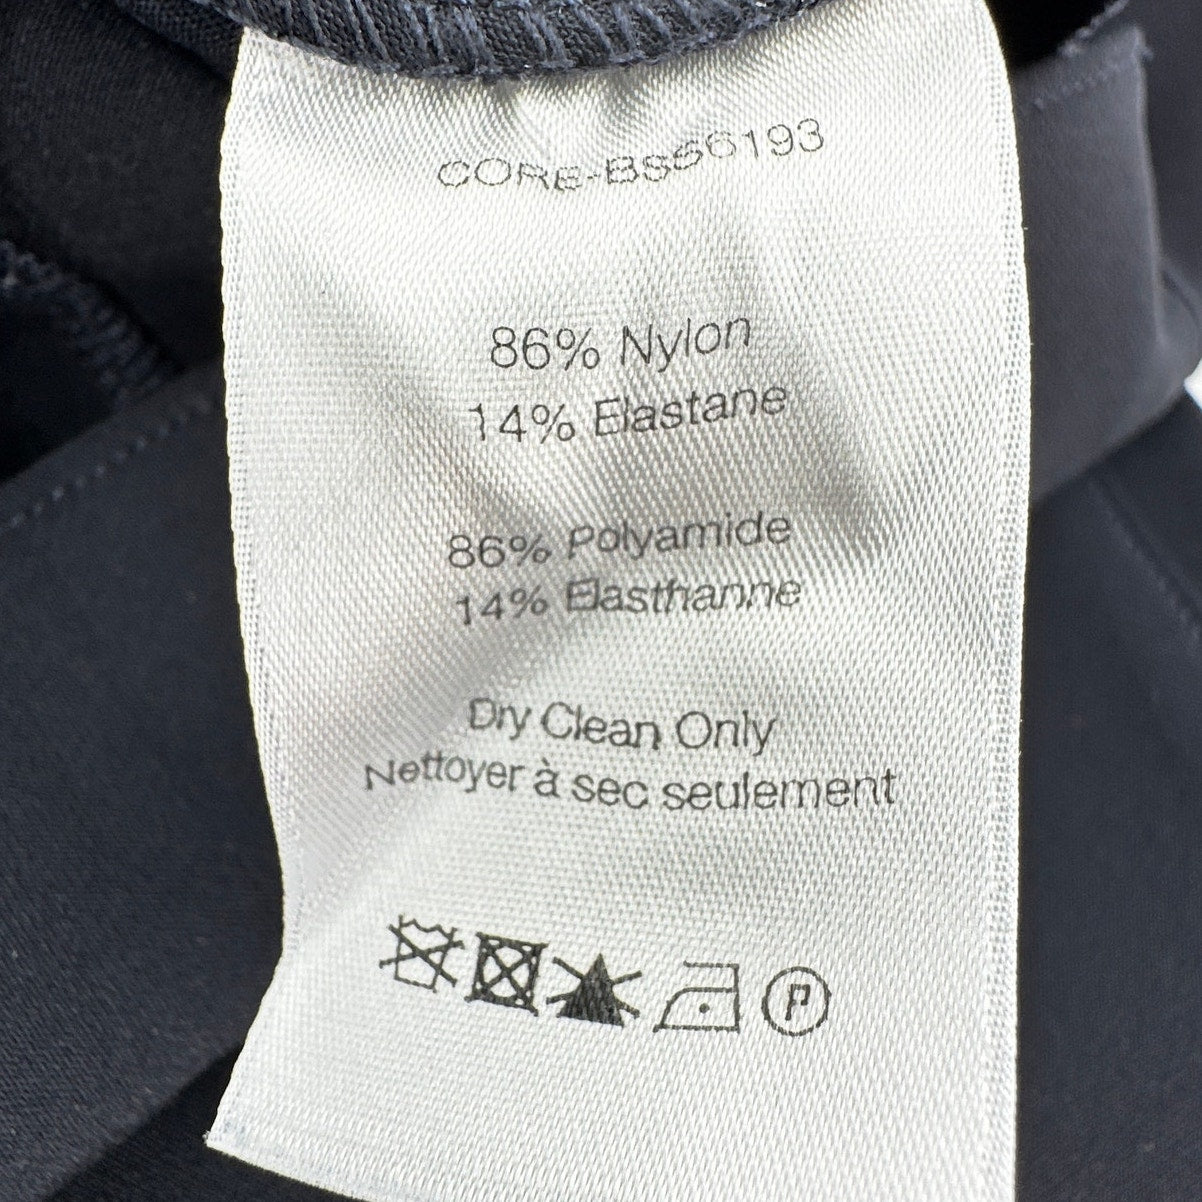 CORE-BS56193
86% Nylon
14% Elastane
86% Polyamide
14% Elasthanne
Dry Clean Only
Nettoyer à sec seulement
P